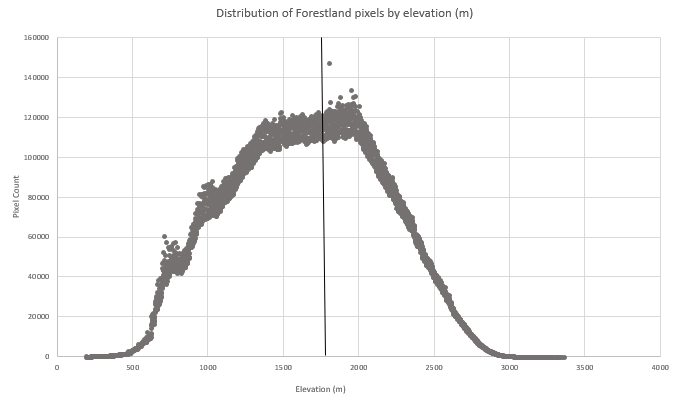 Distribution of Forestland pixels by elevation (m)
160000
140000
120000
100000
80000
60000
40000
20000
0
Pixel Count
0 500 1000 1500 2000 2500 3000 3500 4000
Elevation (m)